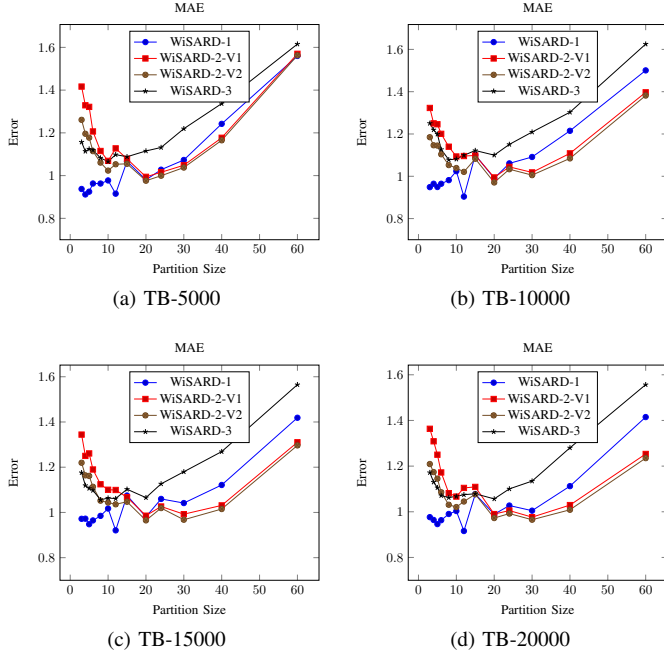 MAE
1.6
1.4
1.2
1
0.8
Error
0 10 20 30 40 50 60
Partition Size
WiSARD-1
WiSARD-2-V1
WiSARD-2-V2
WiSARD-3
(a) TB-5000
MAE
1.6
1.4
1.2
1
0.8
Error
0 10 20 30 40 50 60
Partition Size
WiSARD-1
WiSARD-2-V1
WiSARD-2-V2
WiSARD-3
(b) TB-10000
MAE
1.6
1.4
1.2
1
0.8
Error
0 10 20 30 40 50 60
Partition Size
WiSARD-1
WiSARD-2-V1
WiSARD-2-V2
WiSARD-3
(c) TB-15000
MAE
1.6
1.4
1.2
1
0.8
Error
0 10 20 30 40 50 60
Partition Size
WiSARD-1
WiSARD-2-V1
WiSARD-2-V2
WiSARD-3
(d) TB-20000